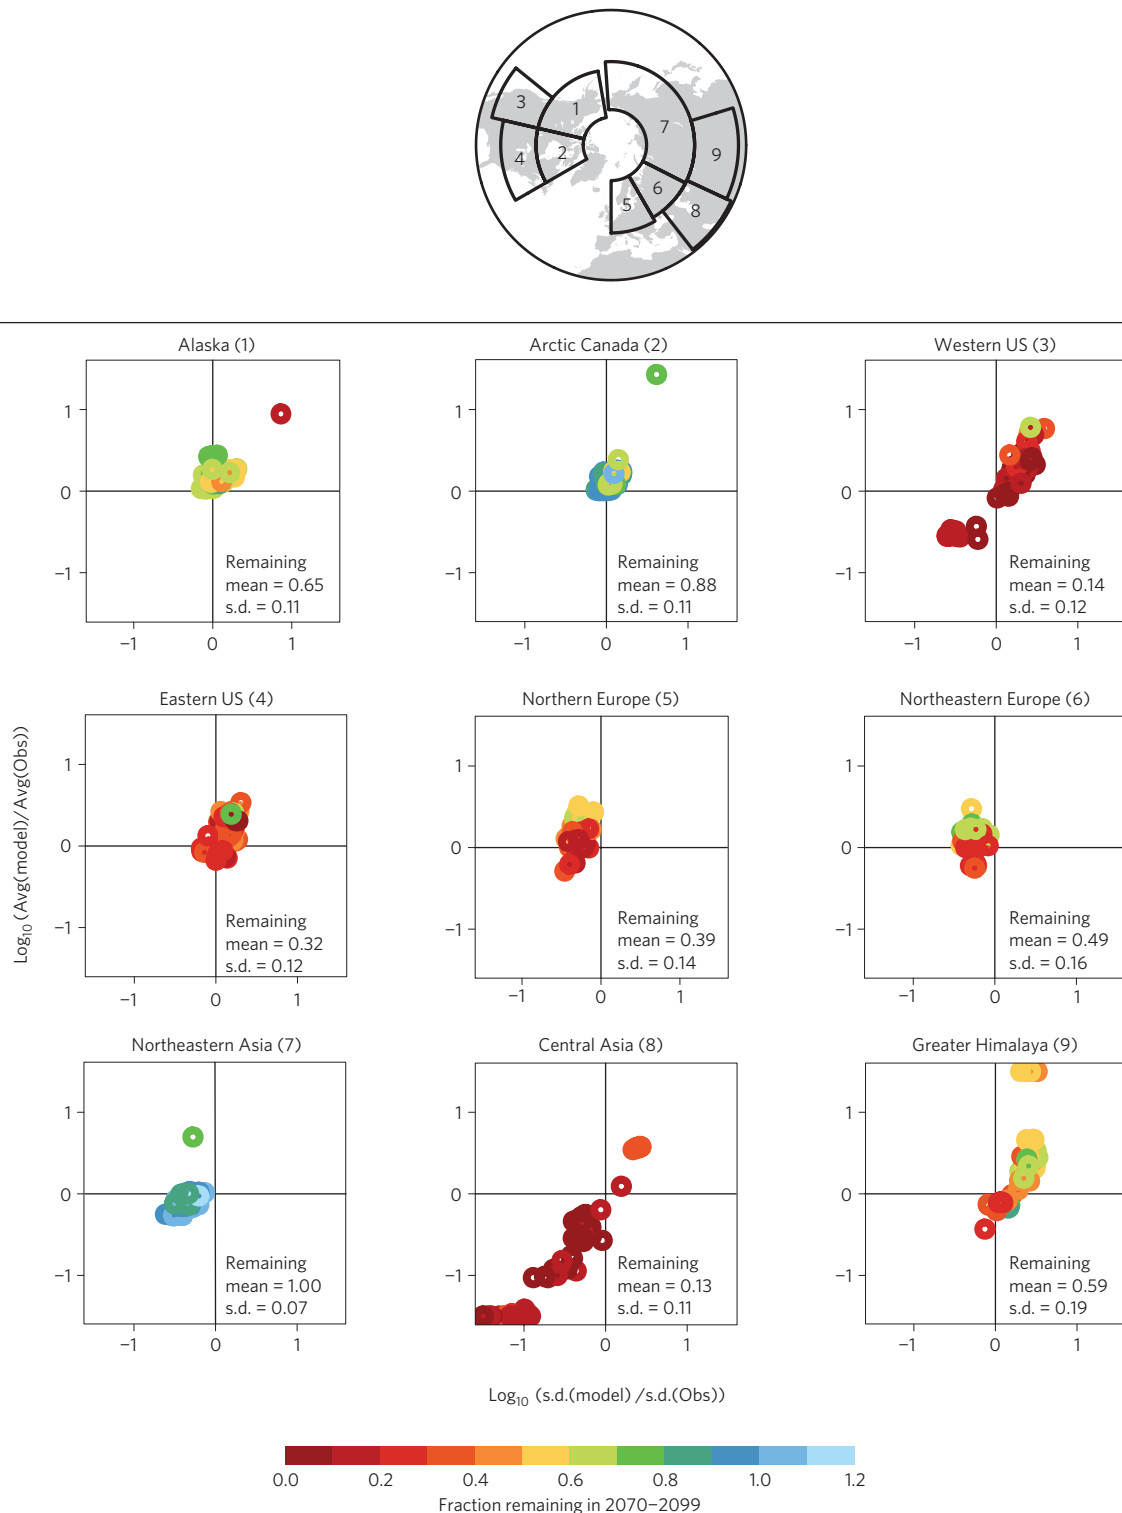 3
1
7
4
2
9
6
5
8
Alaska (1)
Arctic Canada (2)
Western US (3)
1
0
−1
Remaining
mean = 0.65
s.d. = 0.11
−1
0
1
1
0
−1
Remaining
mean = 0.88
s.d. = 0.11
−1
0
1
1
0
−1
Remaining
mean = 0.14
s.d. = 0.12
−1
0
1
Eastern US (4)
Northern Europe (5)
Northeastern Europe (6)
Log10 (Avg(model)/Avg(Obs))
1
0
−1
Remaining
mean = 0.32
s.d. = 0.12
−1
0
1
1
0
−1
Remaining
mean = 0.39
s.d. = 0.14
−1
0
1
1
0
−1
Remaining
mean = 0.49
s.d. = 0.16
−1
0
1
Northeastern Asia (7)
Central Asia (8)
Greater Himalaya (9)
1
0
−1
Remaining
mean = 1.00
s.d. = 0.07
−1
0
1
1
0
−1
Remaining
mean = 0.13
s.d. = 0.11
−1
0
1
1
0
−1
Remaining
mean = 0.59
s.d. = 0.19
−1
0
1
Log10 (s.d.(model) /s.d.(Obs))
0.0 0.2 0.4 0.6 0.8 1.0 1.2
Fraction remaining in 2070–2099